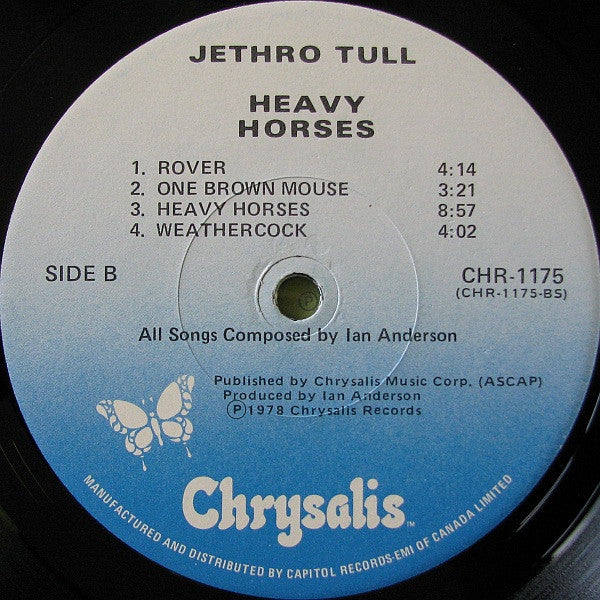 JETHRO TULL
HEAVY
HORSES
1. ROVER 4:14
2. ONE BROWN MOUSE 3:21
3. HEAVY HORSES 8:57
4. WEATHERCOCK 4:02
SIDE B
CHR-1175
(CHR-1175-BS)
All Songs Composed by Ian Anderson
Published by Chrysalis Music Corp. (ASCAP)
Produced by Ian Anderson
Ⓟ1978 Chrysalis Records
Chrysalis™
MANUFACTURED AND DISTRIBUTED BY CAPITOL RECORDS-EMI OF CANADA LIMITED